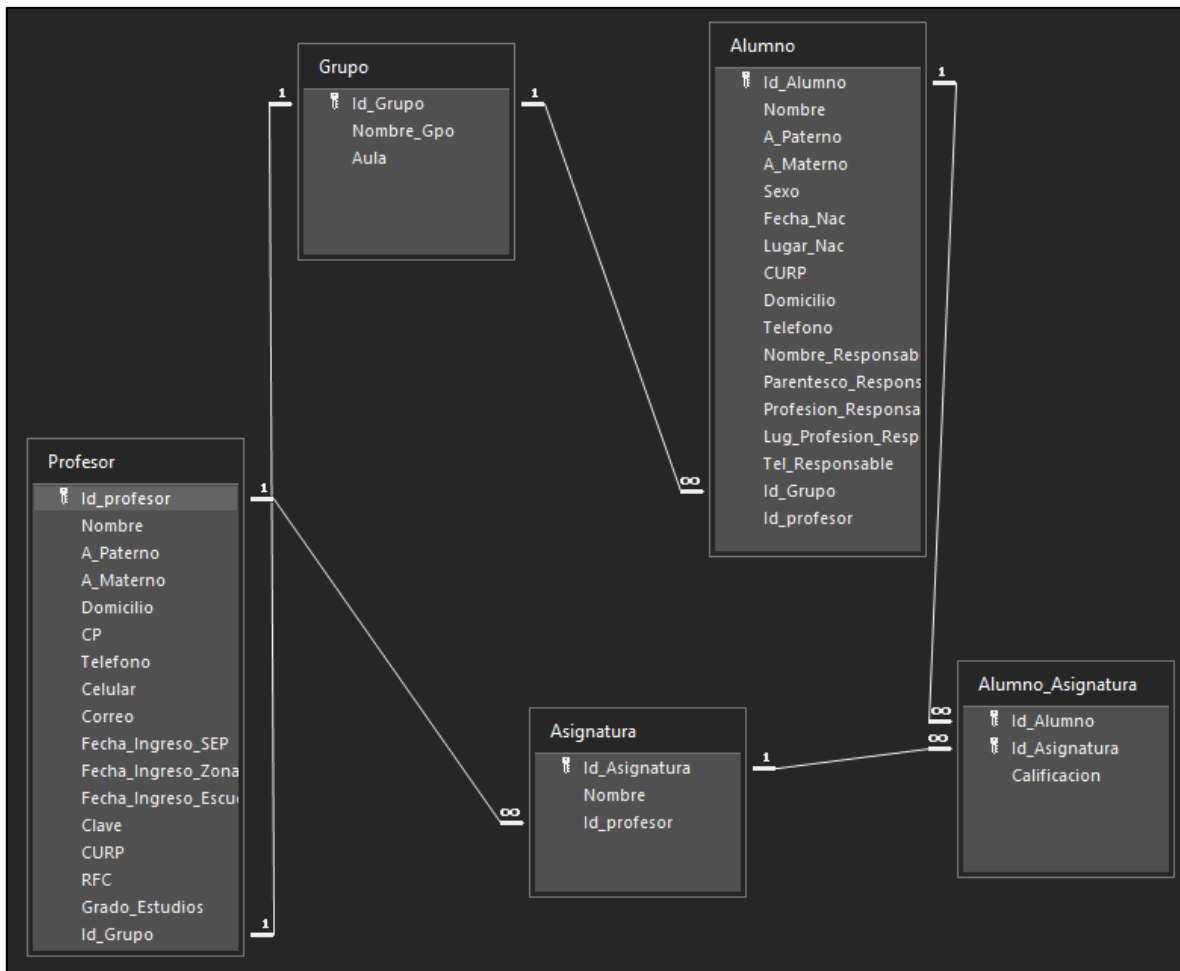 Grupo
Id_Grupo
Nombre_Gpo
Aula
1
1
Alumno
Id_Alumno
Nombre
A_Paterno
A_Materno
Sexo
Fecha_Nac
Lugar_Nac
CURP
Domicilio
Telefono
Nombre_Responsab
Parentesco_Respons
Profesion_Responsa
Lug_Profesion_Resp
Tel_Responsable
Id_Grupo
Id_profesor
1
∞
Profesor
Id_profesor
Nombre
A_Paterno
A_Materno
Domicilio
CP
Telefono
Celular
Correo
Fecha_Ingreso_SEP
Fecha_Ingreso_Zona
Fecha_Ingreso_Escu
Clave
CURP
RFC
Grado_Estudios
Id_Grupo
1
1
Asignatura
Id_Asignatura
Nombre
Id_profesor
∞
1
Alumno_Asignatura
Id_Alumno
Id_Asignatura
Calificacion
∞
∞